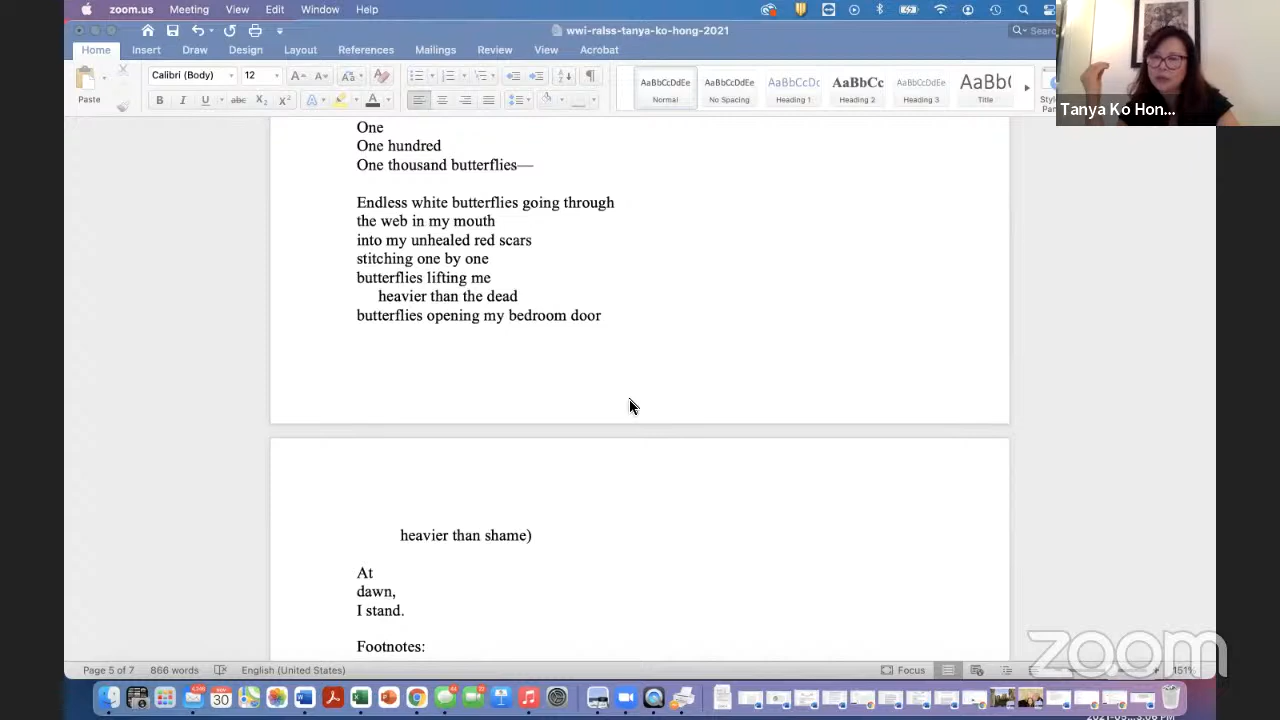 zoom.us Meeting View Edit Window Help
wwi-ralss-tanya-ko-hong-2021
Home Insert Draw Design Layout References Mailings Review View Acrobat
Paste
Calibri (Body) 12
AaBbCcDdEe AaBbCcDdEe AaBbCcDc AaBbCc AaBbCcDdEe AaBb(
Normal No Spacing Heading 1 Heading 2 Heading 3 Title
Tanya Ko Hon...
One
One hundred
One thousand butterflies—
Endless white butterflies going through
the web in my mouth
into my unhealed red scars
stitching one by one
butterflies lifting me
heavier than the dead
butterflies opening my bedroom door
heavier than shame)
At
dawn,
I stand.
Footnotes:
Page 5 of 7 866 words English (United States) Focus 151%
zoom